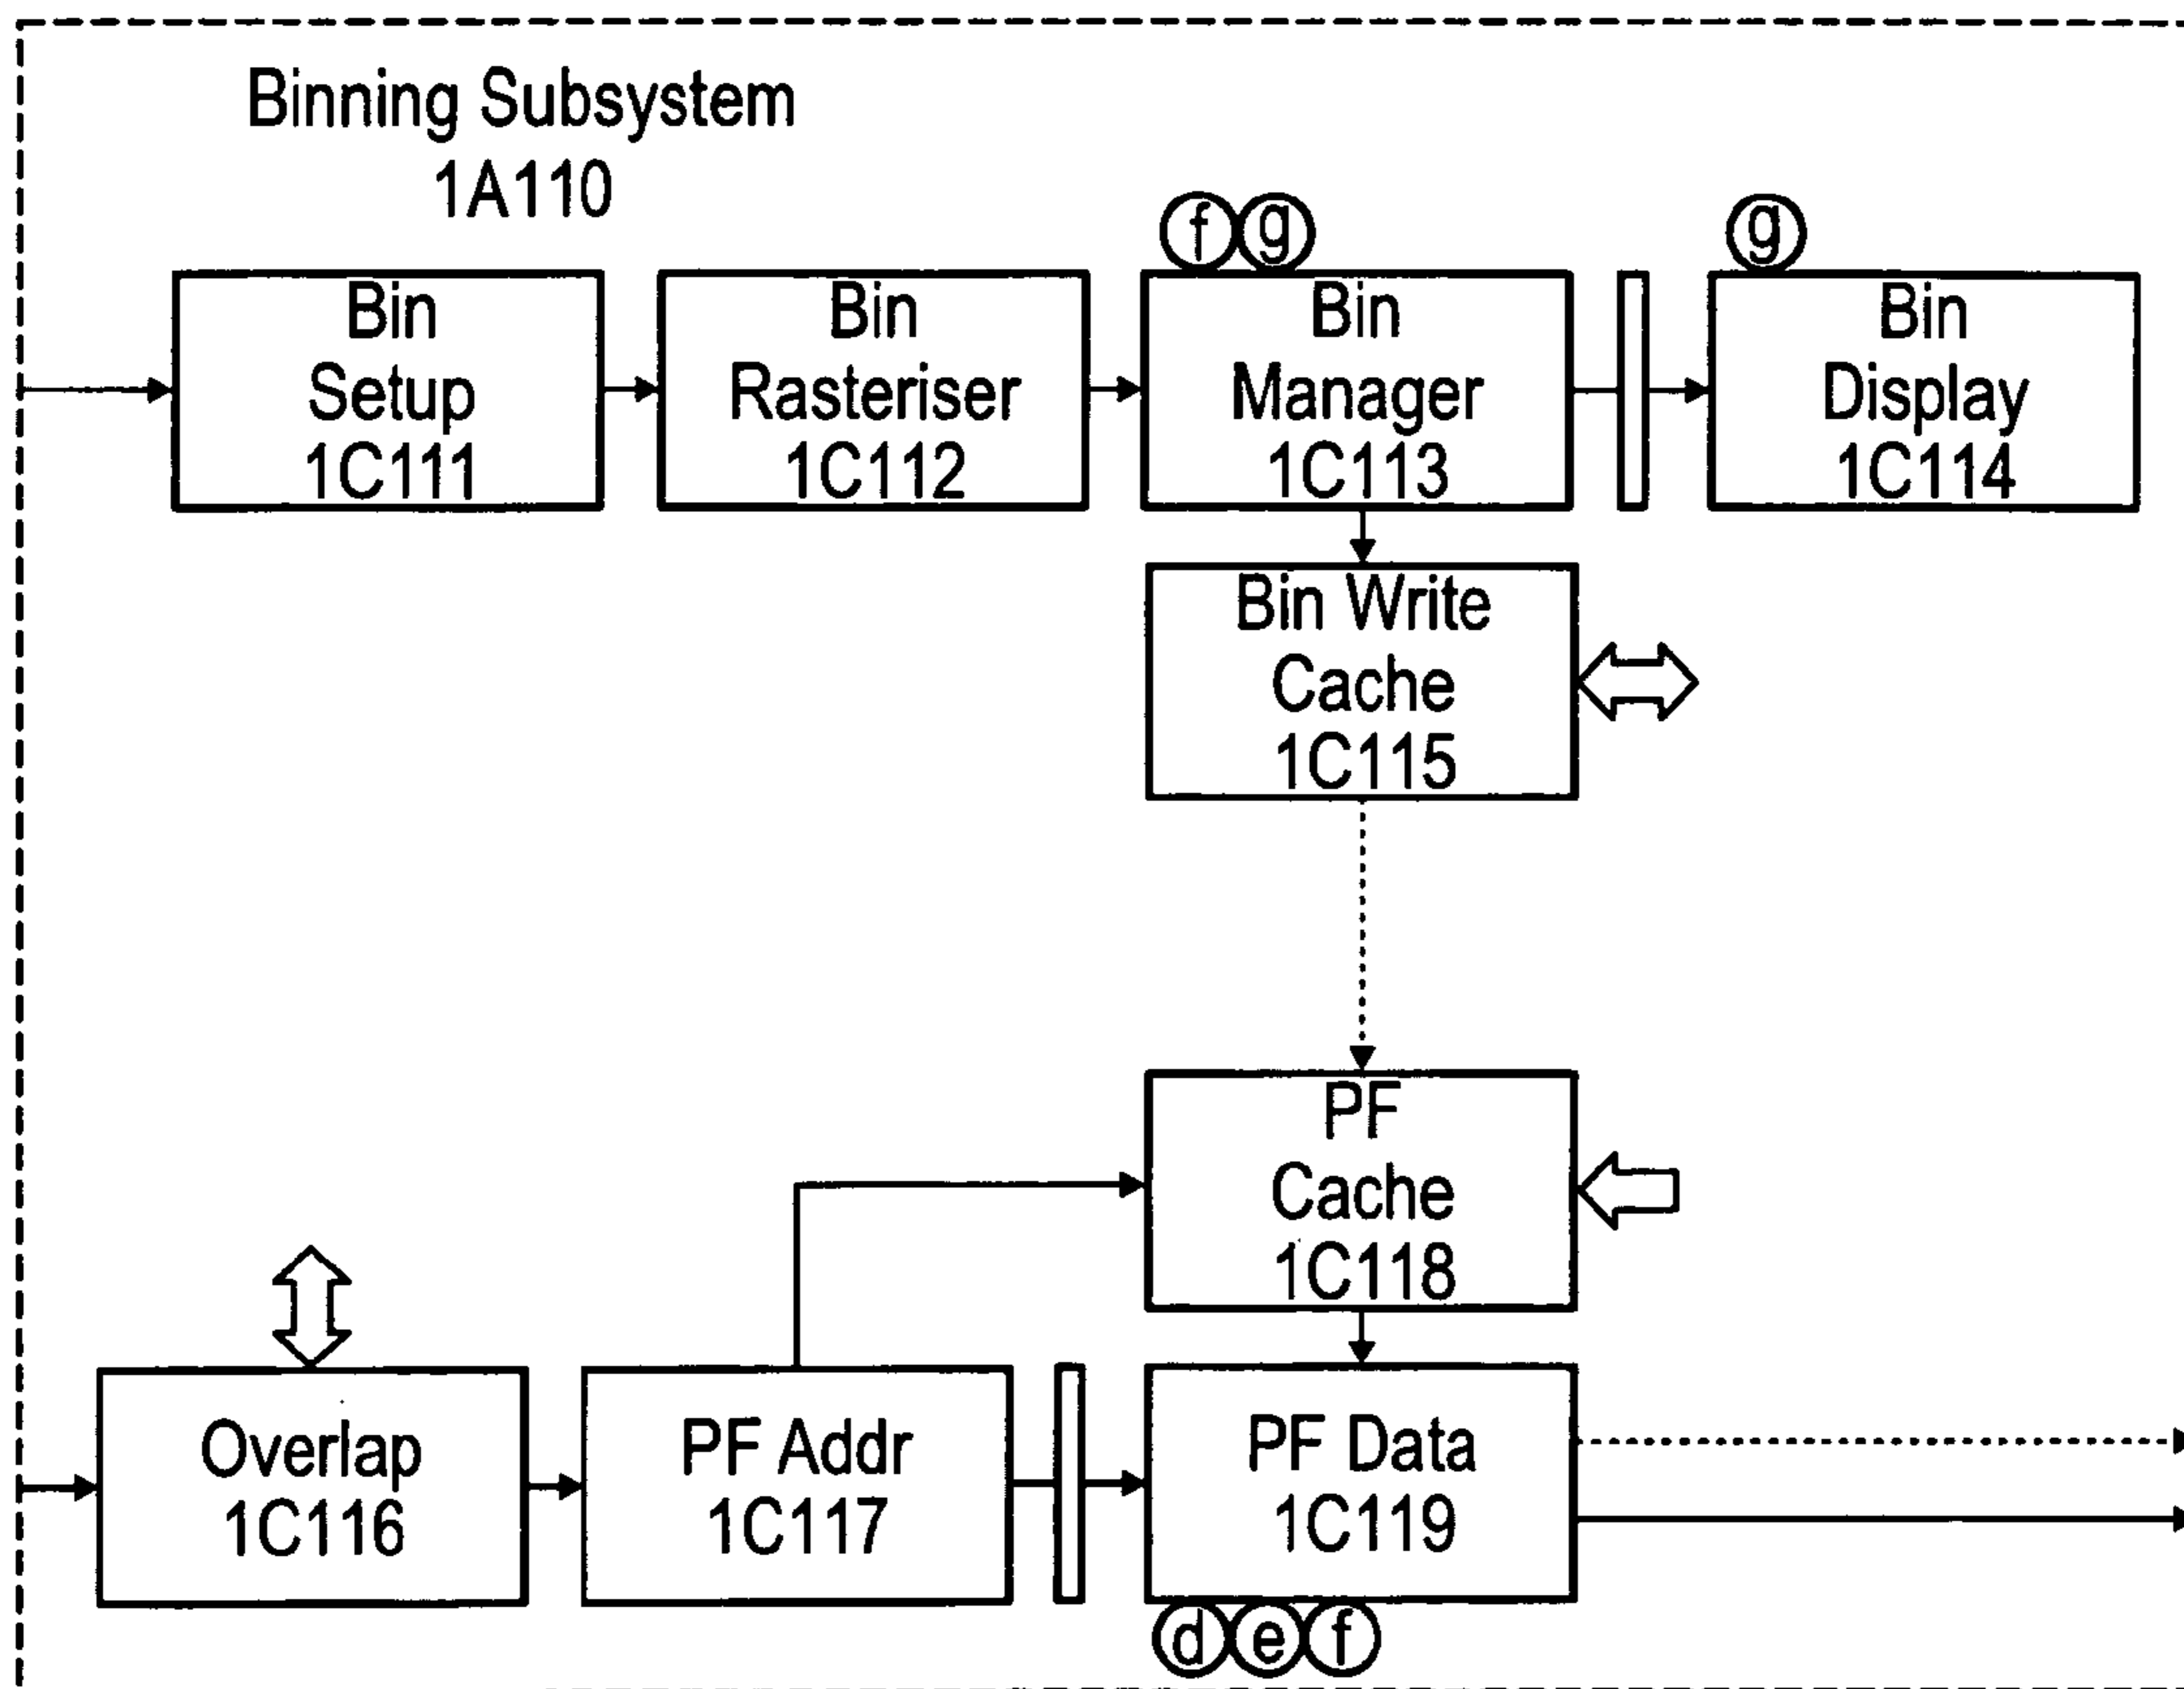 Binning Subsystem
1A110
f g
g
Bin
Setup
1C111
Bin
Rasteriser
1C112
Bin
Manager
1C113
Bin
Display
1C114
Bin Write
Cache
1C115
PF
Cache
1C118
Overlap
1C116
PF Addr
1C117
PF Data
1C119
d e f